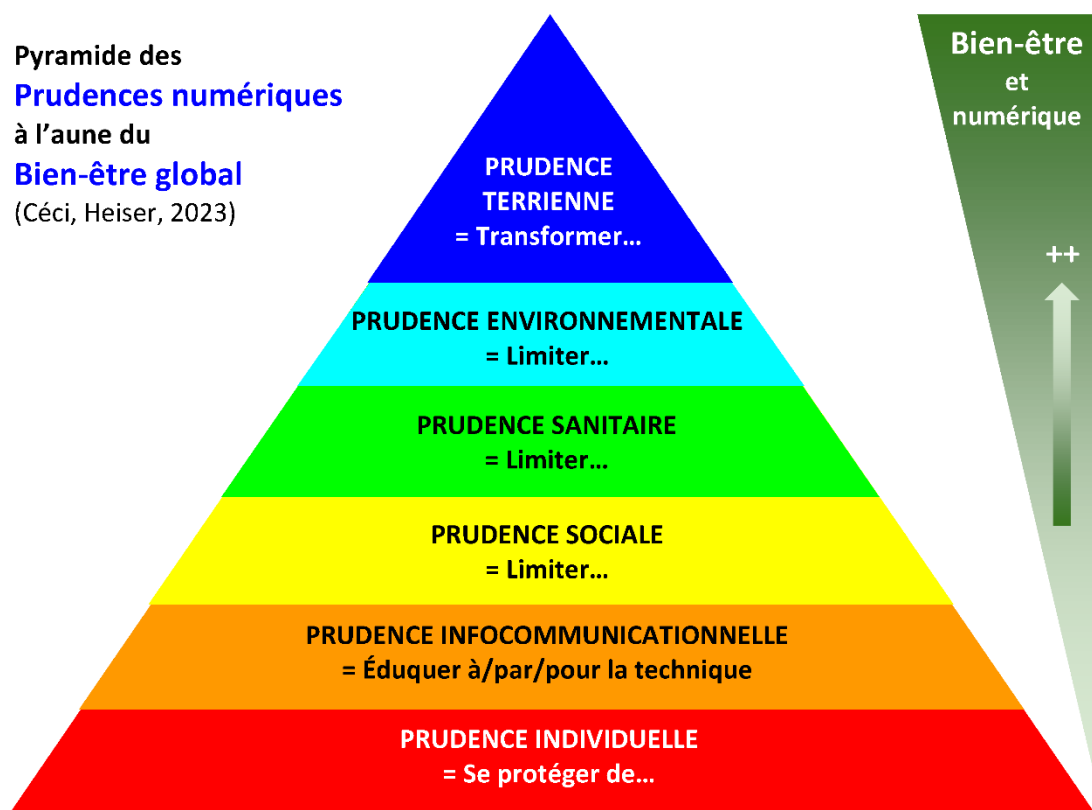 Pyramide des
Prudences numériques
à l’aune du
Bien-être global
(Céci, Heiser, 2023)
Bien-être
et
numérique
++
PRUDENCE
TERRIENNE
= Transformer…
PRUDENCE ENVIRONNEMENTALE
= Limiter…
PRUDENCE SANITAIRE
= Limiter…
PRUDENCE SOCIALE
= Limiter…
PRUDENCE INFOCOMMUNICATIONNELLE
= Éduquer à/par/pour la technique
PRUDENCE INDIVIDUELLE
= Se protéger de…